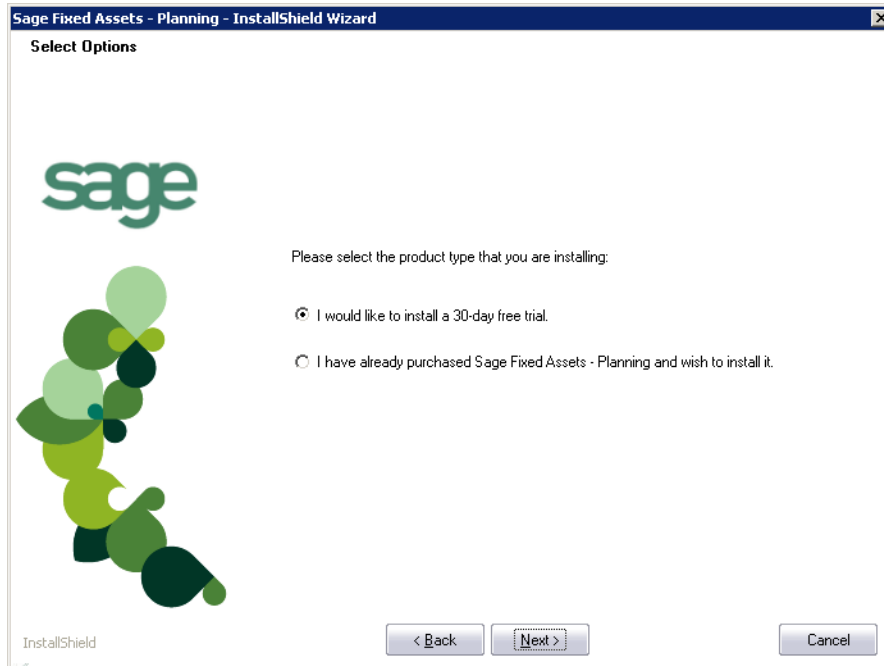 Sage Fixed Assets - Planning - InstallShield Wizard
Select Options
sage
Please select the product type that you are installing:
I would like to install a 30-day free trial.
I have already purchased Sage Fixed Assets - Planning and wish to install it.
InstallShield
< Back
Next >
Cancel